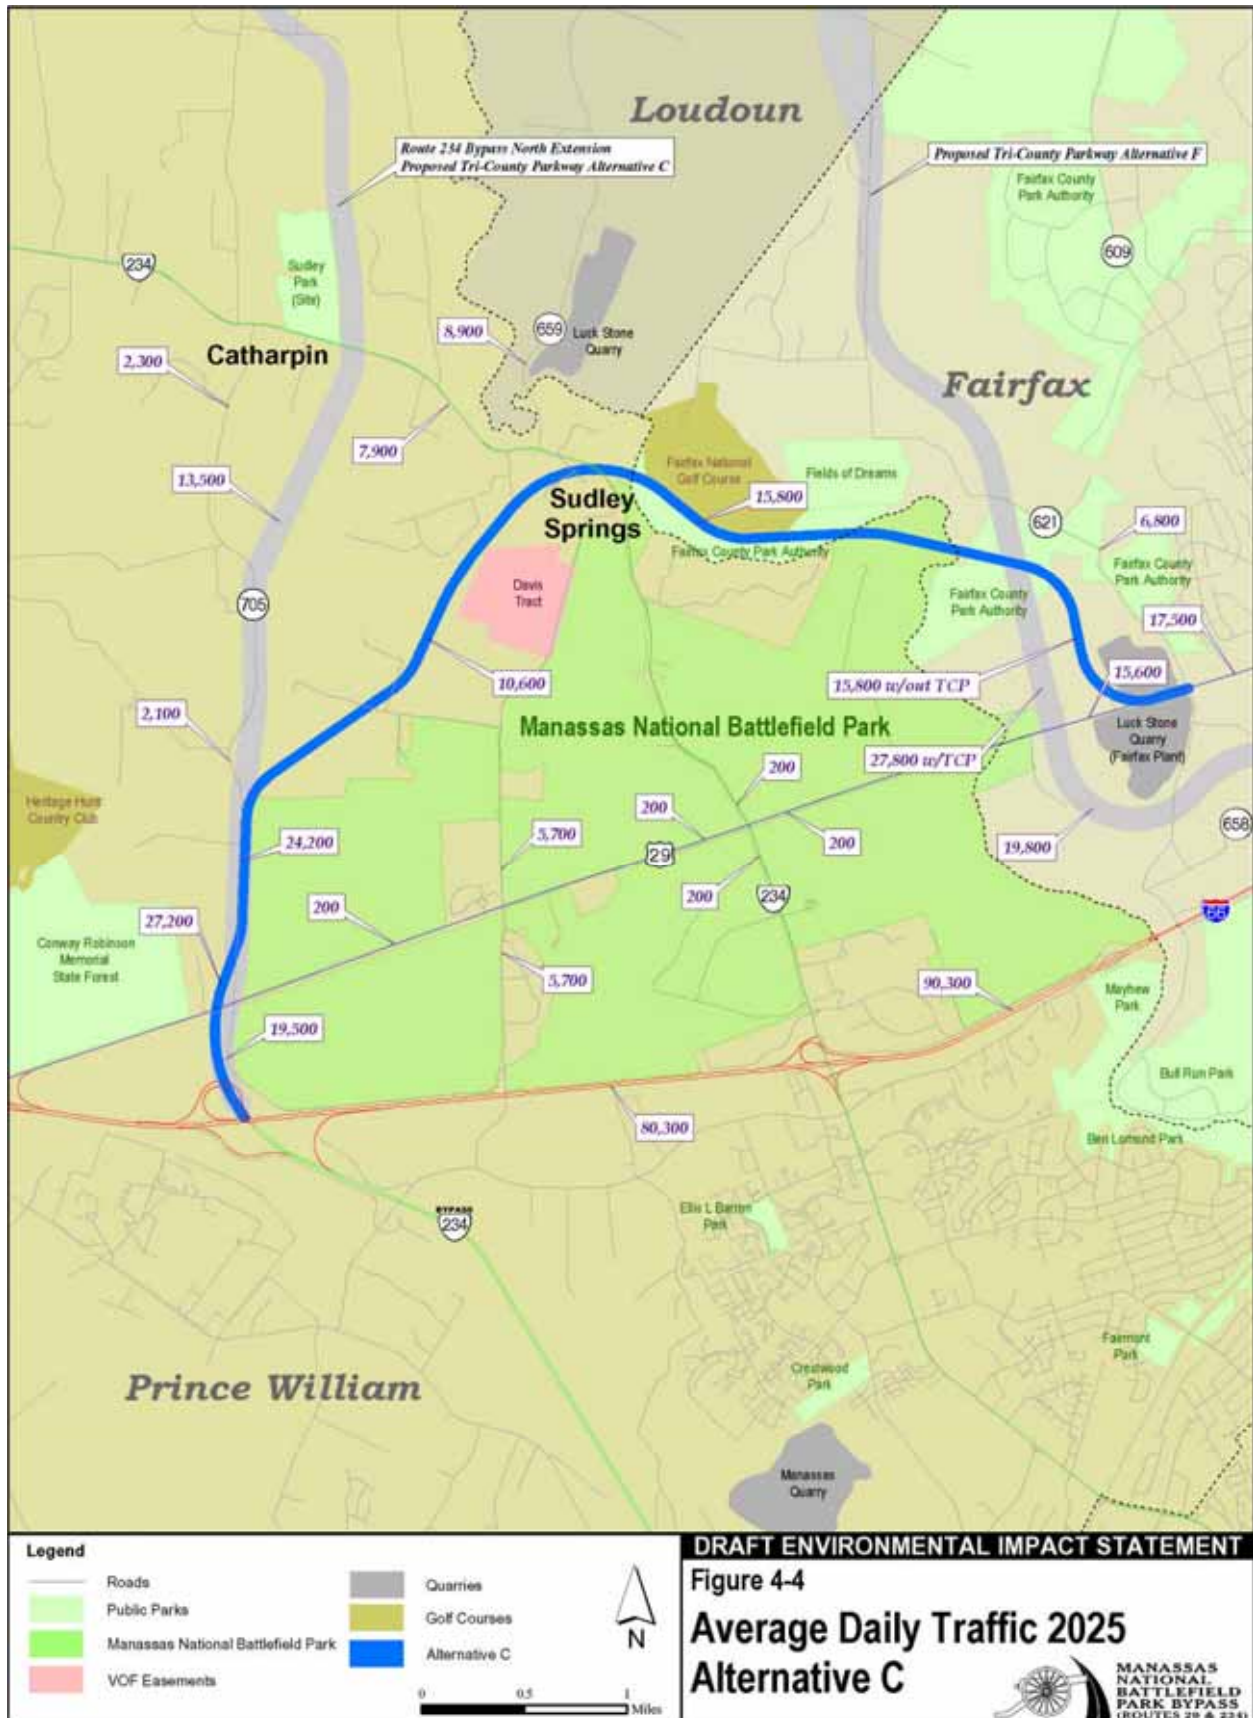 Loudoun
Route 234 Bypass North Extension
Proposed Tri-County Parkway Alternative C
Proposed Tri-County Parkway Alternative F
Fairfax County
Park Authority
609
234
Sudley
Park
(Site)
659
Luck Stone
Quarry
8,900
Catharpin
2,300
Fairfax
7,900
13,500
Fairfax National
Golf Course
Fields of Dreams
15,800
Sudley
Springs
621
6,800
Fairfax County Park Authority
Fairfax County
Park Authority
Davis
Tract
Fairfax County
Park Authority
705
17,500
10,600
15,800 w/out TCP
15,600
2,100
Manassas National Battlefield Park
Luck Stone
Quarry
(Fairfax Plant)
27,800 w/TCP
200
Heritage Hunt
Country Club
200
658
24,200
5,700
29
200
19,800
200
234
200
27,200
66
Conway Robinson
Memorial
State Forest
5,700
90,300
Mayhew
Park
19,500
Bull Run Park
80,300
Ben Lomond Park
BYPASS
234
Ellis L Barron
Park
Fairmont
Park
Crestwood
Park
Prince William
Manassas
Quarry
Legend
Roads
Public Parks
Manassas National Battlefield Park
VOF Easements
Quarries
Golf Courses
Alternative C
N
0 0.5 1
Miles
DRAFT ENVIRONMENTAL IMPACT STATEMENT
Figure 4-4
Average Daily Traffic 2025
Alternative C
MANASSAS
NATIONAL
BATTLEFIELD
PARK BYPASS
(ROUTES 29 & 234)